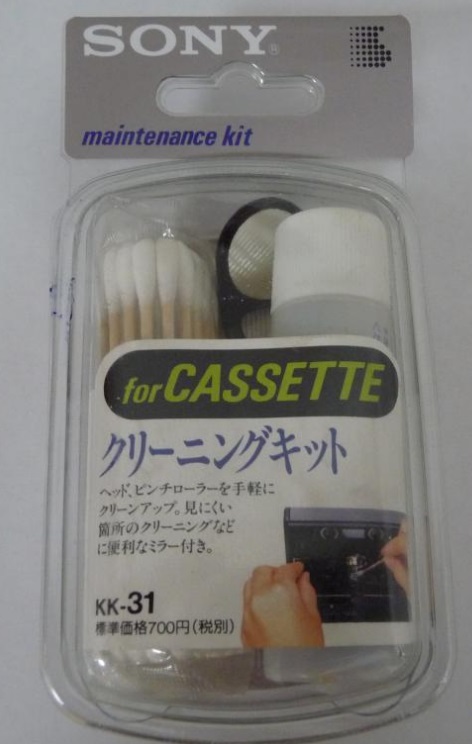 SONY®
maintenance kit
for CASSETTE
クリーニングキット
ヘッド、ピンチローラーを手軽に
クリーンアップ。見にくい
箇所のクリーニングなど
に便利なミラー付き。
KK-31
標準価格700円(税別)